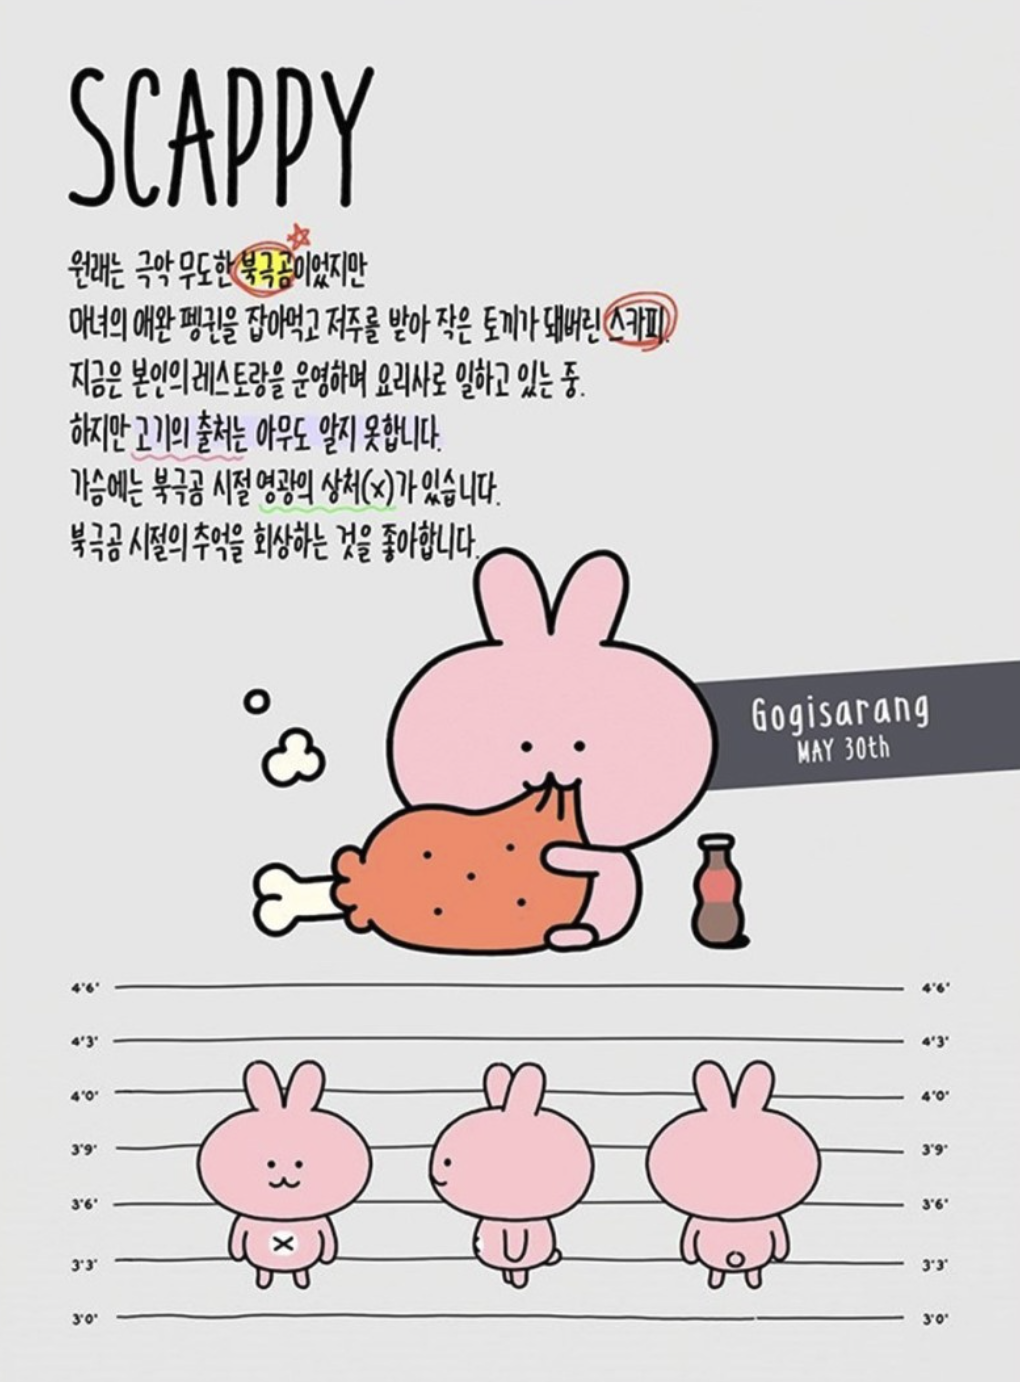 SCAPPY
원래는 극악 무도한 북극곰이었지만
마녀의 애완 펭귄을 잡아먹고 저주를 받아 작은 토끼가 돼버린 스카피.
지금은 본인의 레스토랑을 운영하며 요리사로 일하고 있는 중.
하지만 고기의 출처는 아무도 알지 못합니다.
가슴에는 북극곰 시절 영광의 상처(x)가 있습니다.
북극곰 시절의 추억을 회상하는 것을 좋아합니다.
Gogisarang
MAY 30th
4'6' 4'6'
4'3' 4'3'
4'0' 4'0'
3'9' 3'9'
3'6' 3'6'
3'3' 3'3'
3'0' 3'0'